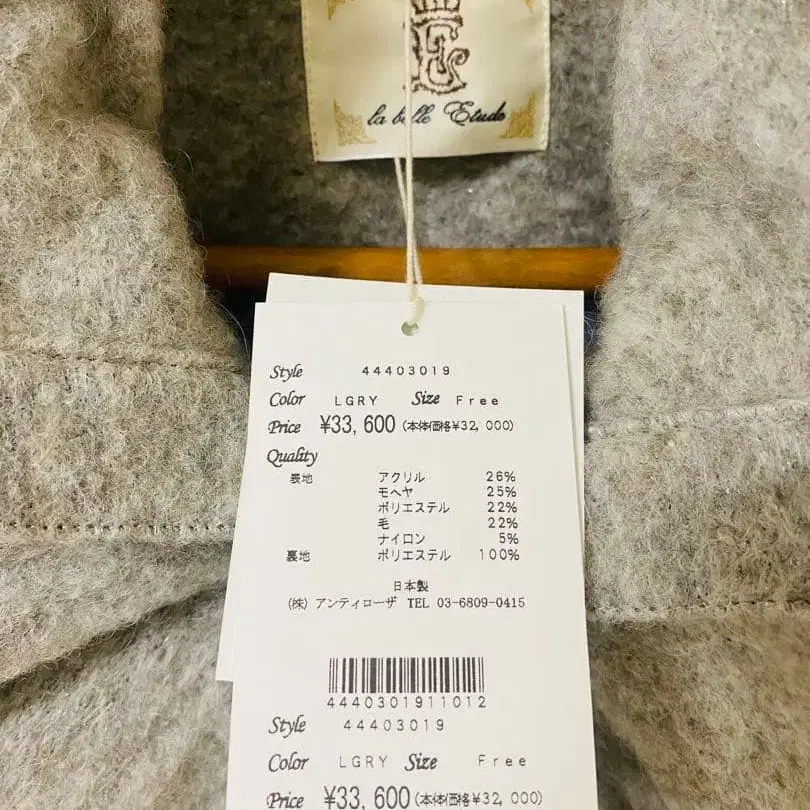 la belle Etude
Style 44403019
Color LGRY Size Free
Price ¥33,600 (本体価格¥32,000)
Quality
表地 アクリル 26%
モヘヤ 25%
ポリエステル 22%
毛 22%
ナイロン 5%
裏地 ポリエステル 100%
日本製
(株) アンティローザ TEL 03-6809-0415
4440301911012
Style 44403019
Color LGRY Size Free
Price ¥33,600 (本体価格¥32,000)